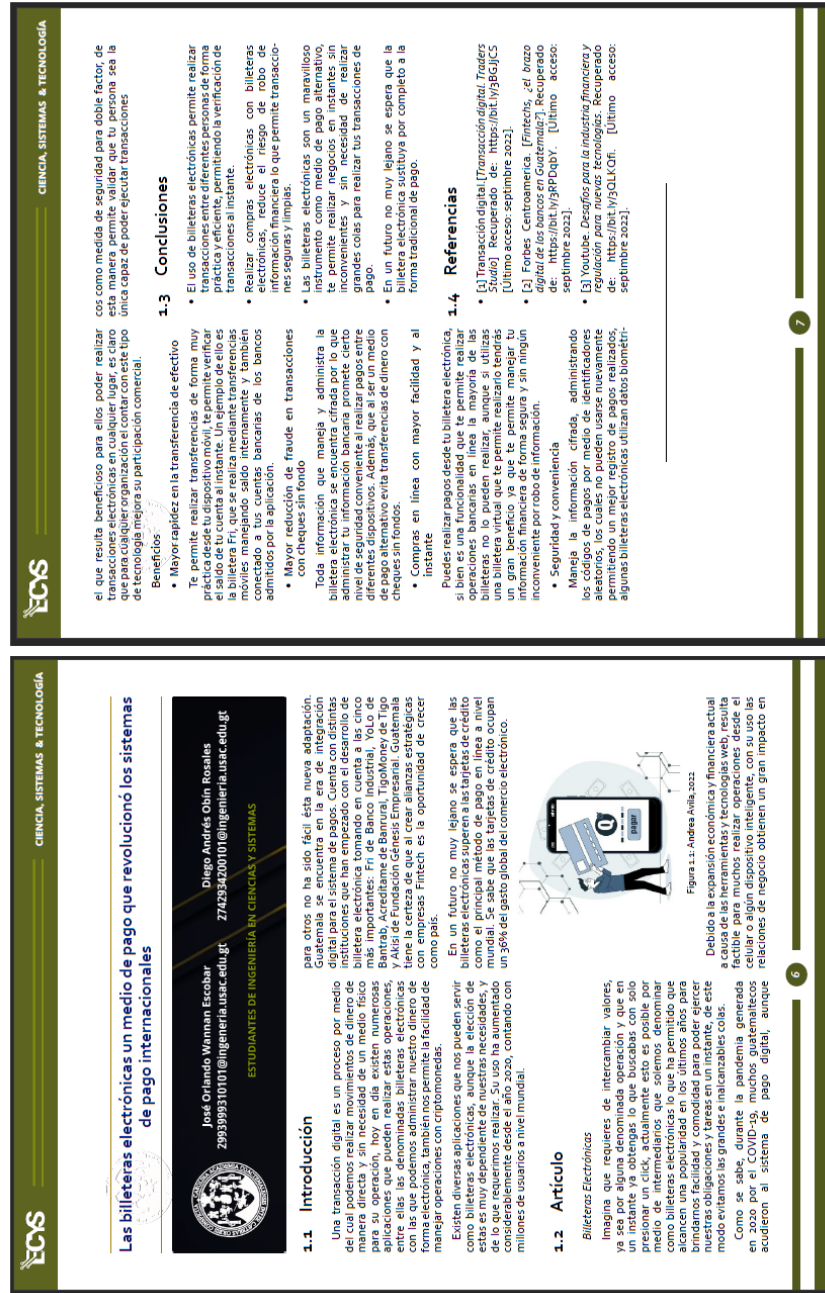 ECYS
CIENCIA, SISTEMAS & TECNOLOGÍA
Las billeteras electrónicas un medio de pago que revolucionó los sistemas
de pago internacionales
José Orlando Wannan Escobar
2993999310101@ingeneria.usac.edu.gt
Diego Andrés Obín Rosales
2742934200101@ingenieria.usac.edu.gt
ESTUDIANTES DE INGENIERÍA EN CIENCIAS Y SISTEMAS
1.1 Introducción
Una transacción digital es un proceso por medio
del cual podemos realizar movimientos de dinero de
manera directa y sin necesidad de un medio físico
para su operación, hoy en día existen numerosas
aplicaciones que pueden realizar estas operaciones,
entre ellas las denominadas billeteras electrónicas
con las que podemos administrar nuestro dinero de
forma electrónica, también nos permite la facilidad de
manejar operaciones con criptomonedas.
Existen diversas aplicaciones que nos pueden servir
como billeteras electrónicas, aunque la elección de
estas es muy dependiente de nuestras necesidades, y
de lo que requerimos realizar. Su uso ha aumentado
considerablemente desde el año 2020, contando con
millones de usuarios a nivel mundial.
1.2 Artículo
Billeteras Electrónicas
Imagina que requieres de intercambiar valores,
ya sea por alguna denominada operación y que en
un instante ya obtengas lo que buscabas con solo
presionar un click, actualmente esto es posible por
medio de intermediarios que solemos denominar
como billeteras electrónicas lo que ha permitido que
alcancen una popularidad en los últimos años para
brindarnos facilidad y comodidad para poder ejercer
nuestras obligaciones y tareas en un instante, de este
modo evitamos las grandes e inalcanzables colas.
Como se sabe, durante la pandemia generada
en 2020 por el COVID-19, muchos guatemaltecos
acudieron al sistema de pago digital, aunque
para otros no ha sido fácil ésta nueva adaptación.
Guatemala se encuentra en la era de integración
digital para el sistema de pagos. Cuenta con distintas
instituciones que han empezado con el desarrollo de
billetera electrónica tomando en cuenta a las cinco
más importantes: Fri de Banco Industrial, YoLo de
Bantrab, Acreditame de Banrural, TigoMoney de Tigo
y Akisi de Fundación Génesis Empresarial. Guatemala
tiene la certeza de que al crear alianzas estratégicas
con empresas Fintech es la oportunidad de crecer
como país.
En un futuro no muy lejano se espera que las
billeteras electrónicas superen a las tarjetas de crédito
como el principal método de pago en línea a nivel
mundial. Se sabe que las tarjetas de crédito ocupan
un 36% del gasto global del comercio electrónico.
pagar
Figura 1.1: Andrea Avila,2022
Debido a la expansión económica y financiera actual
a causa de las herramientas y tecnologías web, resulta
factible para muchos realizar operaciones desde el
celular o algún dispositivo inteligente, con su uso las
relaciones de negocio obtienen un gran impacto en
6
ECYS
CIENCIA, SISTEMAS & TECNOLOGÍA
el que resulta beneficioso para ellos poder realizar
transacciones electrónicas en cualquier lugar, es claro
que para cualquier organización el contar con este tipo
de tecnología mejora su participación comercial.
Beneficios
• Mayor rapidez en la transferencia de efectivo
Te permite realizar transferencias de forma muy
práctica desde tu dispositivo móvil, te permite verificar
el saldo de tu cuenta al instante. Un ejemplo de ello es
la billetera Fri, que se realiza mediante transferencias
móviles manejando saldo internamente y también
conectado a tus cuentas bancarias de los bancos
admitidos por la aplicación.
• Mayor reducción de fraude en transacciones
con cheques sin fondo
Toda información que maneja y administra la
billetera electrónica se encuentra cifrada por lo que
administrar tu información bancaria promete cierto
nivel de seguridad conveniente al realizar pagos entre
diferentes dispositivos. Además, que al ser un medio
de pago alternativo evita transferencias de dinero con
cheques sin fondos.
• Compras en línea con mayor facilidad y al
instante
Puedes realizar pagos desde tu billetera electrónica,
si bien es una funcionalidad que te permite realizar
operaciones bancarias en línea la mayoría de las
billeteras no lo pueden realizar, aunque si utilizas
una billetera virtual que te permite realizarlo tendrás
un gran beneficio ya que te permite manejar tu
información financiera de forma segura y sin ningún
inconveniente por robo de información.
• Seguridad y conveniencia
Maneja la información cifrada, administrando
los códigos de pagos por medio de identificadores
aleatorios, los cuales no pueden usarse nuevamente
permitiendo un mejor registro de pagos realizados,
algunas billeteras electrónicas utilizan datos biométri-
cos como medida de seguridad para doble factor, de
esta manera permite validar que tu persona sea la
única capaz de poder ejecutar transacciones
1.3 Conclusiones
• El uso de billeteras electrónicas permite realizar
transacciones entre diferentes personas de forma
práctica y eficiente, permitiendo la verificación de
transacciones al instante.
• Realizar compras electrónicas con billeteras
electrónicas, reduce el riesgo de robo de
información financiera lo que permite transaccio-
nes seguras y limpias.
• Las billeteras electrónicas son un maravilloso
instrumento como medio de pago alternativo,
te permite realizar negocios en instantes sin
inconvenientes y sin necesidad de realizar
grandes colas para realizar tus transacciones de
pago.
• En un futuro no muy lejano se espera que la
billetera electrónica sustituya por completo a la
forma tradicional de pago.
1.4 Referencias
• [1]Transacción digital.[Transacción digital. Traders
Studio] Recuperado de: https://bit.ly/3BGJjCS
[Último acceso: septimbre 2022].
• [2] Forbes Centroamerica. [Fintechs, ¿el brazo
digital de los bancos en Guatemala?]. Recuperado
de: https://bit.ly/3RPDqbY. [Último acceso:
septimbre 2022].
• [3] Youtube. Desafíos para la industria financiera y
regulación para nuevas tecnologías. Recuperado
de: https://bit.ly/3QLKQfi. [Último acceso:
septimbre 2022].
7